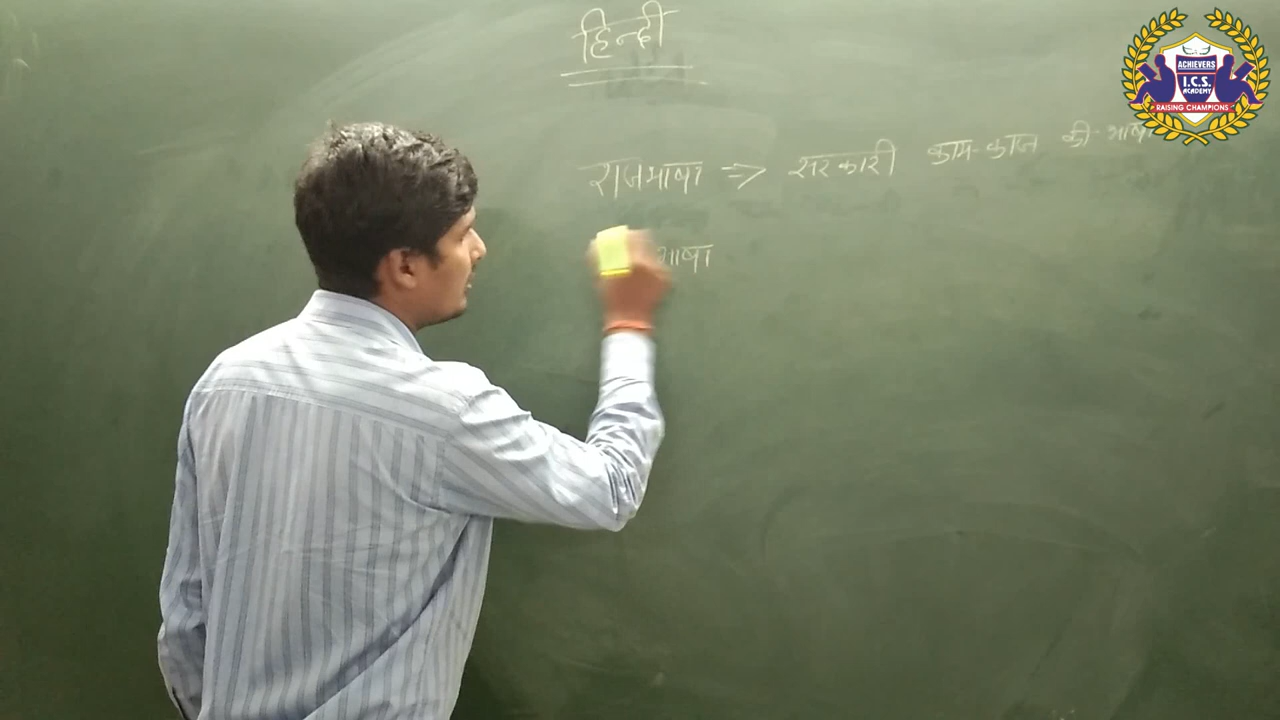 हिन्दी
राजभाषा => सरकारी काम-काज की-भाषा
भाषा
ACHIEVERS
I.C.S.
ACADEMY
RAISING CHAMPIONS